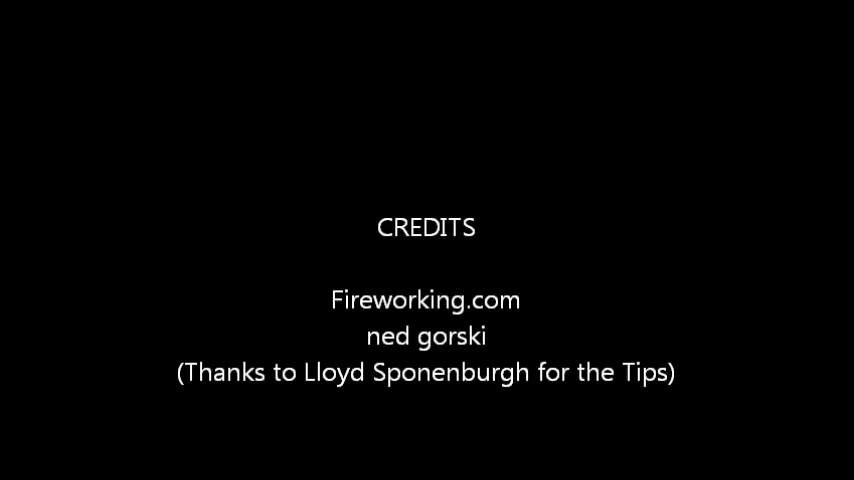 CREDITS
Fireworking.com
ned gorski
(Thanks to Lloyd Sponenburgh for the Tips)